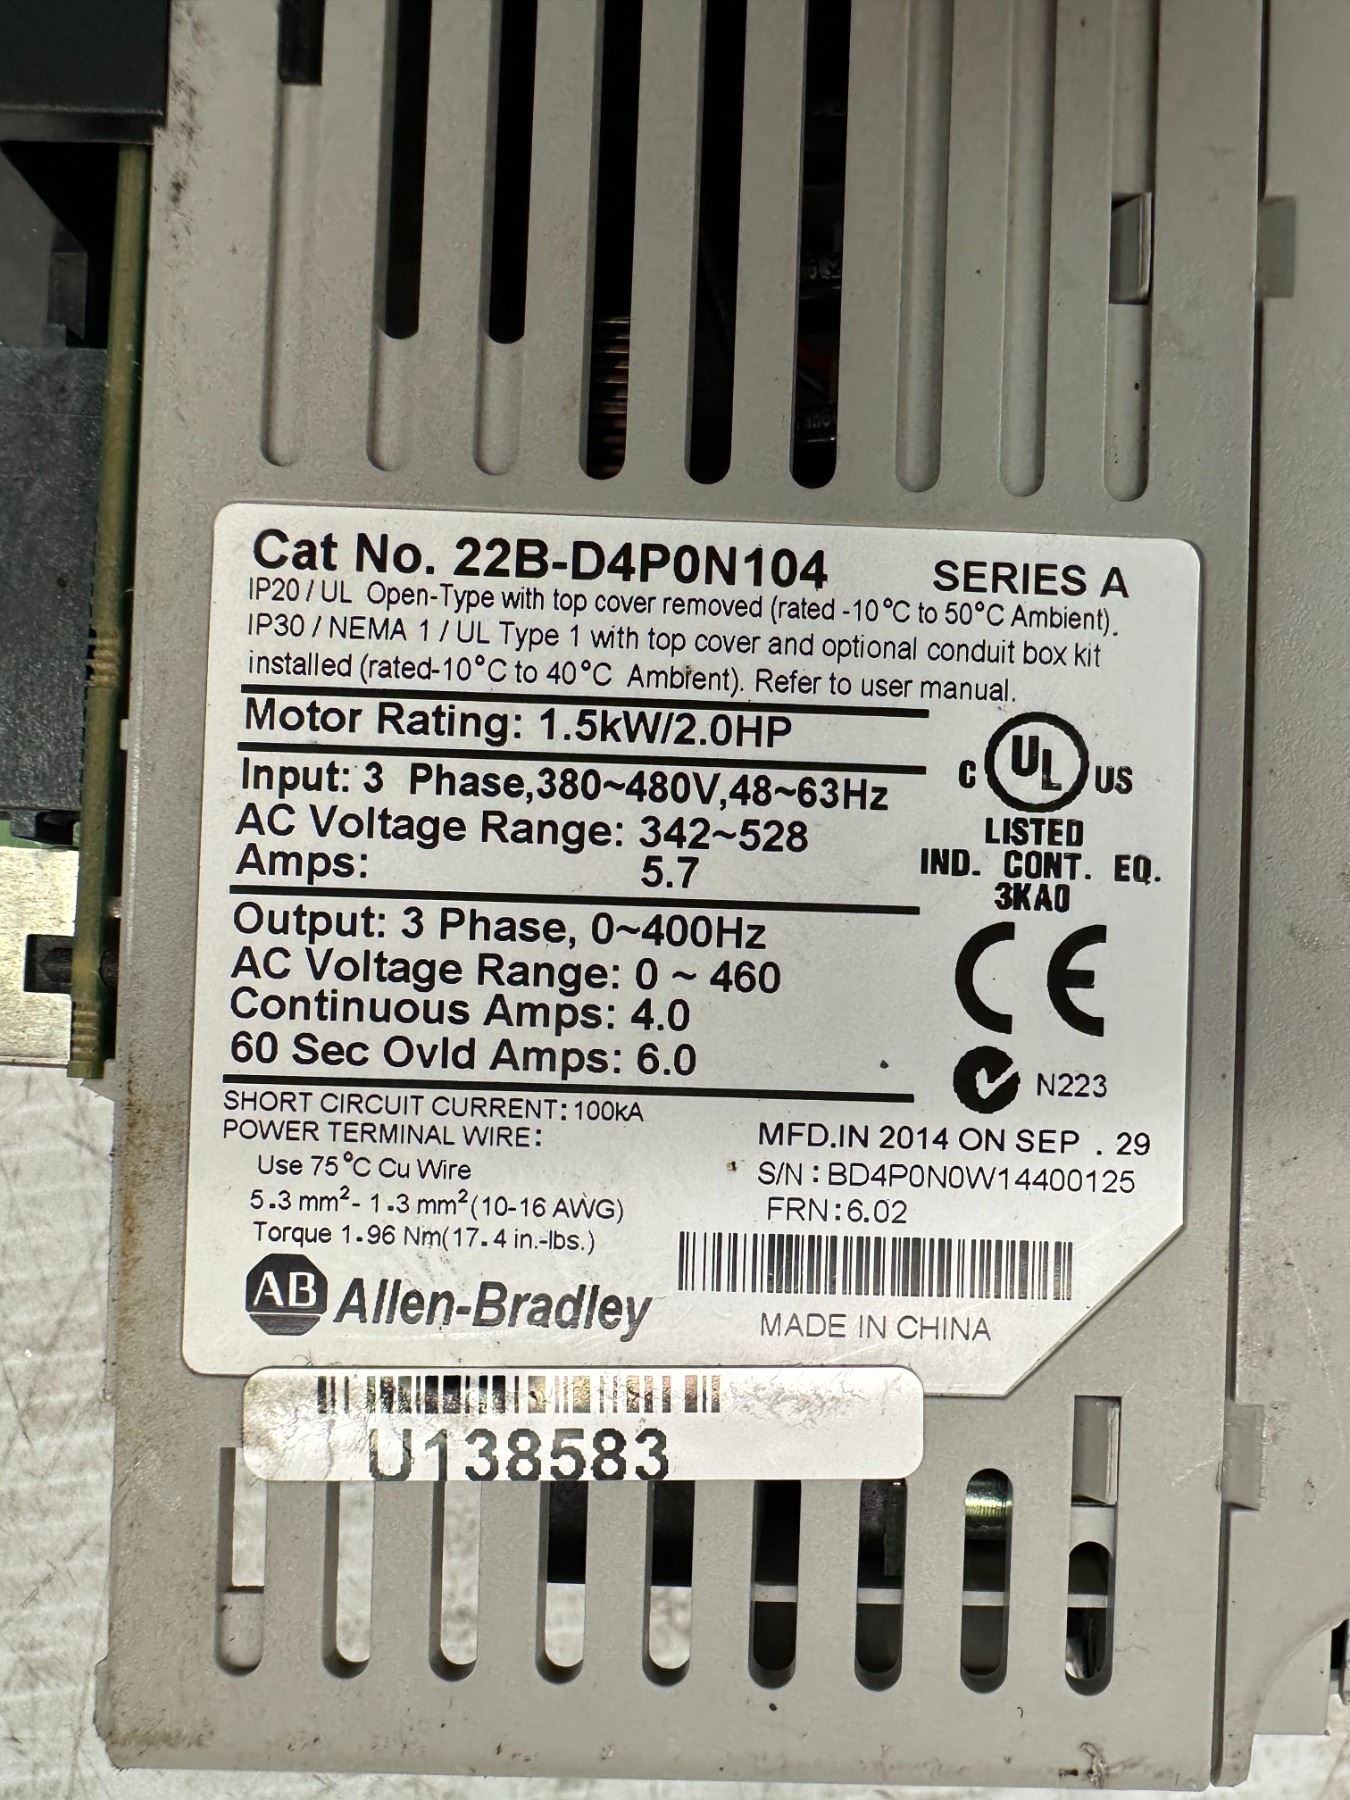 Cat No. 22B-D4P0N104 SERIES A
IP20 / UL Open-Type with top cover removed (rated -10°C to 50°C Ambient).
IP30 / NEMA 1 / UL Type 1 with top cover and optional conduit box kit
installed (rated-10°C to 40°C Ambient). Refer to user manual.
Motor Rating: 1.5kW/2.0HP
Input: 3 Phase,380~480V,48~63Hz
AC Voltage Range: 342~528
Amps: 5.7
C UL US
LISTED
IND. CONT. EQ.
3KA0
Output: 3 Phase, 0~400Hz
AC Voltage Range: 0 ~ 460
Continuous Amps: 4.0
60 Sec Ovld Amps: 6.0
CE
N223
SHORT CIRCUIT CURRENT: 100kA
POWER TERMINAL WIRE:
Use 75°C Cu Wire
5.3 mm²- 1.3 mm²(10-16 AWG)
Torque 1.96 Nm(17.4 in.-lbs.)
MFD.IN 2014 ON SEP . 29
S/N : BD4P0N0W14400125
FRN:6.02
AB Allen-Bradley
MADE IN CHINA
U138583